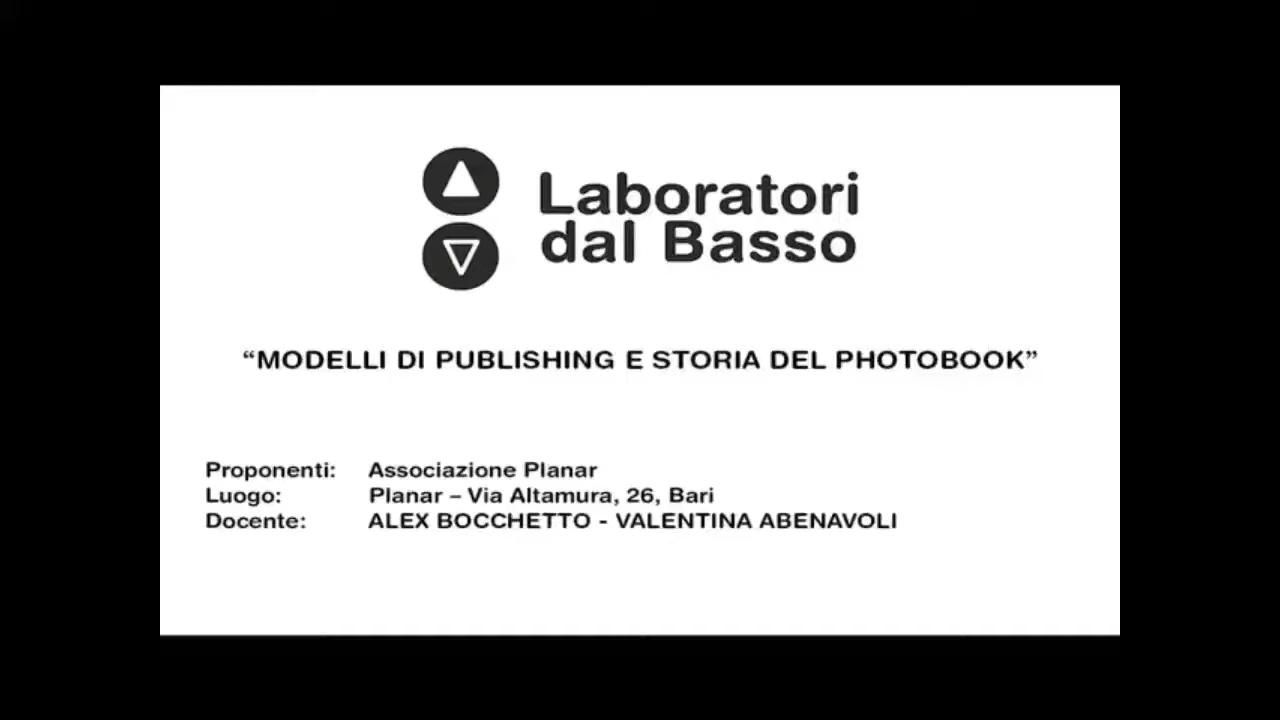 Laboratori
dal Basso
“MODELLI DI PUBLISHING E STORIA DEL PHOTOBOOK”
Proponenti: Associazione Planar
Luogo: Planar – Via Altamura, 26, Bari
Docente: ALEX BOCCHETTO - VALENTINA ABENAVOLI